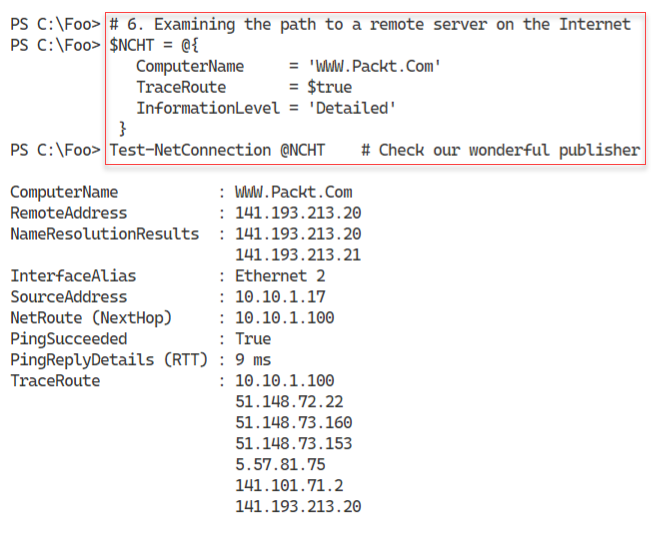 PS C:\Foo> # 6. Examining the path to a remote server on the Internet
PS C:\Foo> $NCHT = @{
ComputerName = 'WWW.Packt.Com'
TraceRoute = $true
InformationLevel = 'Detailed'
}
PS C:\Foo> Test-NetConnection @NCHT # Check our wonderful publisher
ComputerName : WWW.Packt.Com
RemoteAddress : 141.193.213.20
NameResolutionResults : 141.193.213.20
141.193.213.21
InterfaceAlias : Ethernet 2
SourceAddress : 10.10.1.17
NetRoute (NextHop) : 10.10.1.100
PingSucceeded : True
PingReplyDetails (RTT) : 9 ms
TraceRoute : 10.10.1.100
51.148.72.22
51.148.73.160
51.148.73.153
5.57.81.75
141.101.71.2
141.193.213.20